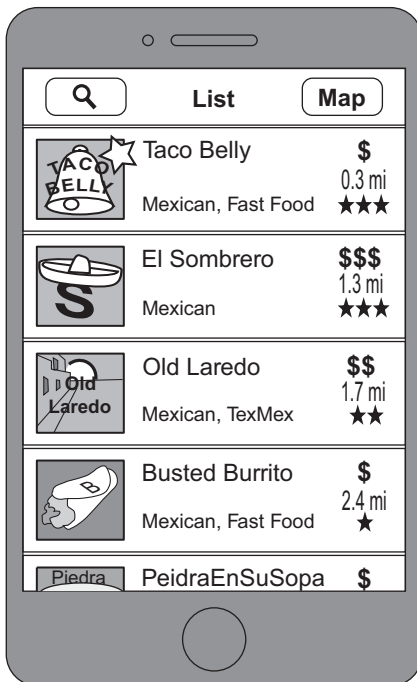 List Map
TACO
BELLY
Taco Belly $
0.3 mi
Mexican, Fast Food ★★★
S
El Sombrero $$$
1.3 mi
Mexican ★★★
Old
Laredo
Old Laredo $$
1.7 mi
Mexican, TexMex ★★
B
Busted Burrito $
2.4 mi
Mexican, Fast Food ★
Piedra
PeidraEnSuSopa $